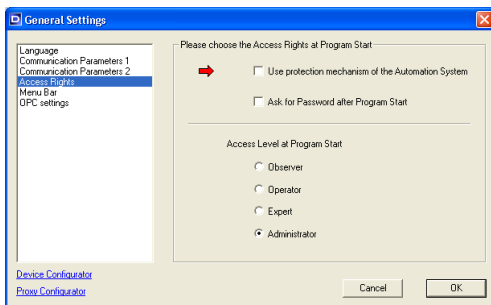 General Settings
Language
Communication Parameters 1
Communication Parameters 2
Access Rights
Menu Bar
OPC settings
Device Configurator
Proxy Configurator
Please choose the Access Rights at Program Start
Use protection mechanism of the Automation System
Ask for Password after Program Start
Access Level at Program Start
Observer
Operator
Expert
Administrator
Cancel
OK